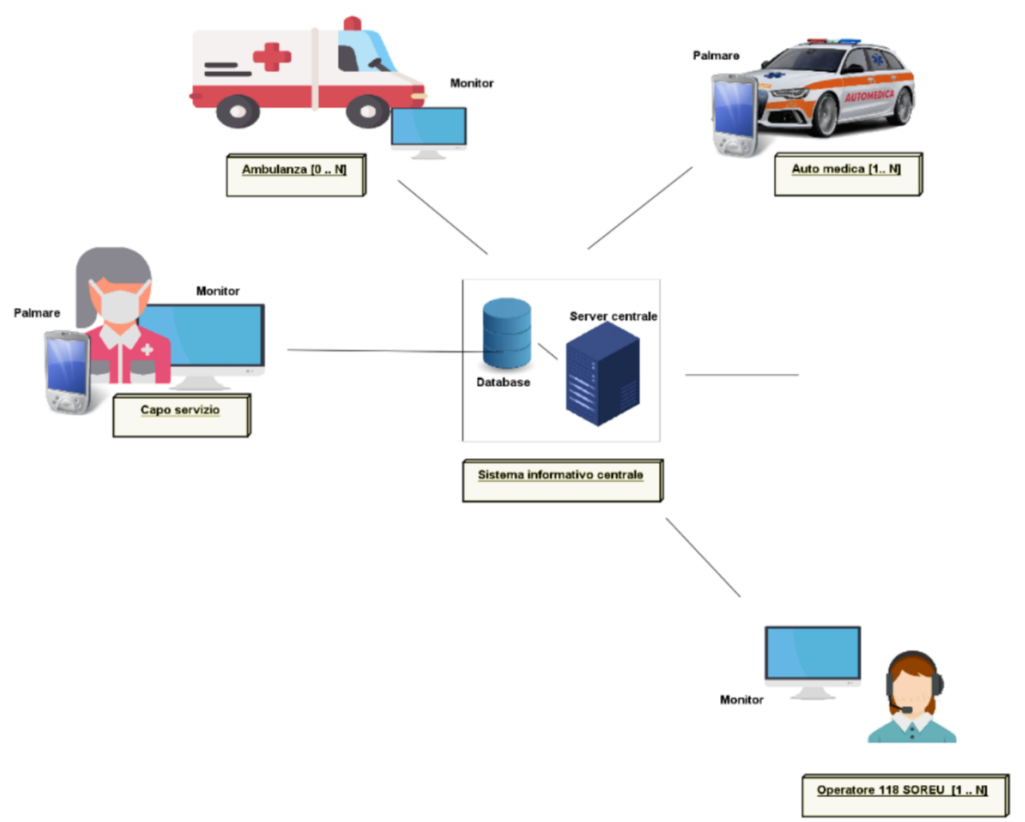 Monitor
Palmare
AUTOMEDICA
Ambulanza [0 .. N]
Auto medica [1.. N]
Monitor
Palmare
Server centrale
Database
Capo servizio
Sistema informativo centrale
Monitor
Operatore 118 SOREU [1 .. N]